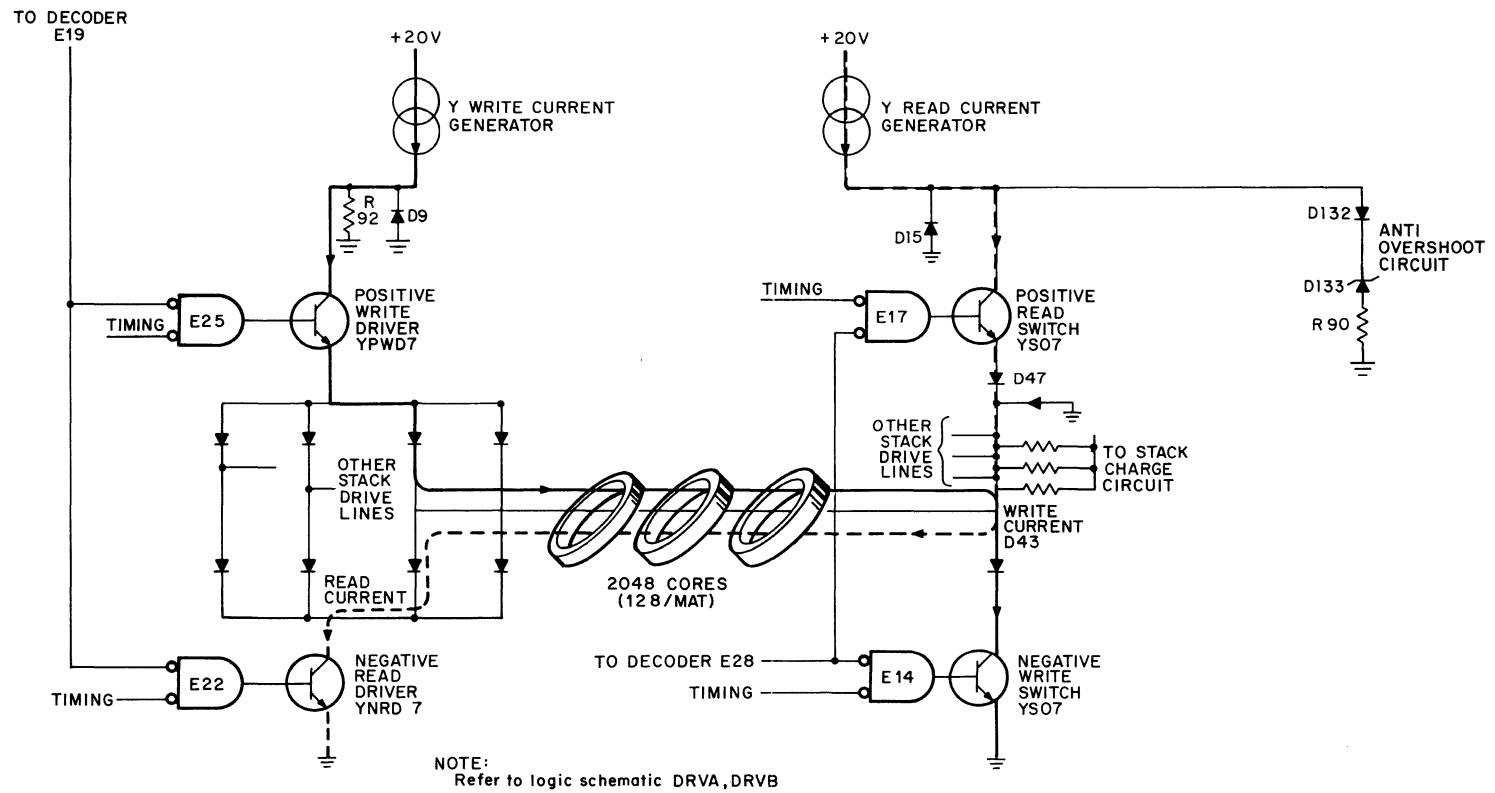 TO DECODER
E19
+20V
Y WRITE CURRENT
GENERATOR
R
92
D9
TIMING
E25
POSITIVE
WRITE
DRIVER
YPWD7
OTHER
STACK
DRIVE
LINES
READ
CURRENT
TIMING
E22
NEGATIVE
READ
DRIVER
YNRD 7
2048 CORES
(128/MAT)
+20V
Y READ CURRENT
GENERATOR
D15
TIMING
E17
POSITIVE
READ
SWITCH
YS07
D47
OTHER
STACK
DRIVE
LINES
TO STACK
CHARGE
CIRCUIT
WRITE
CURRENT
D43
TO DECODER E28
TIMING
E14
NEGATIVE
WRITE
SWITCH
YS07
D132
ANTI
OVERSHOOT
CIRCUIT
D133
R 90
NOTE:
Refer to logic schematic DRVA, DRVB